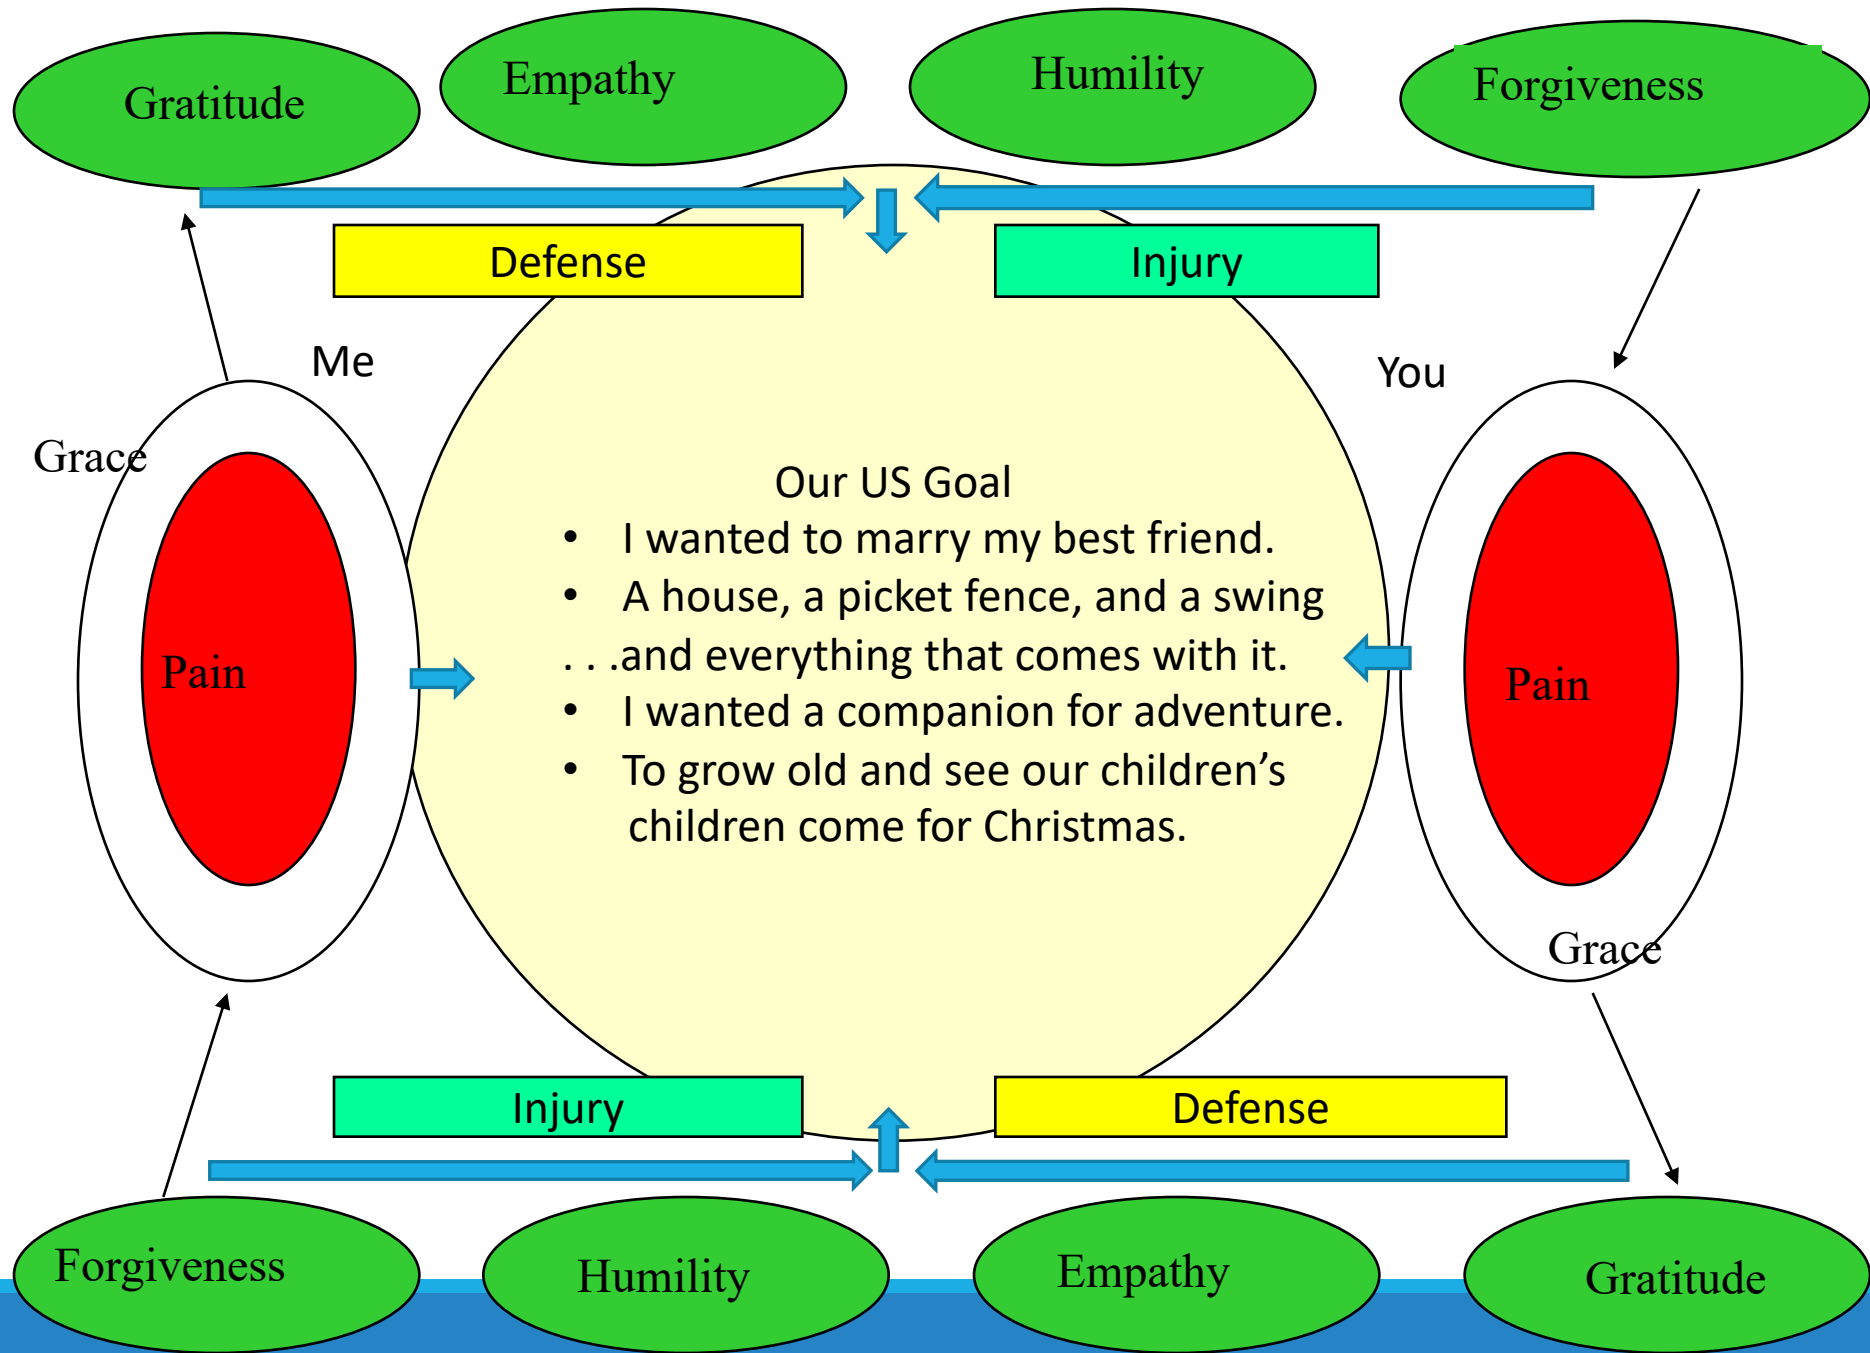 Gratitude
Empathy
Humility
Forgiveness
Defense
Injury
Me
You
Grace
Pain
Our US Goal
• I wanted to marry my best friend.
• A house, a picket fence, and a swing
. . .and everything that comes with it.
• I wanted a companion for adventure.
• To grow old and see our children’s
children come for Christmas.
Pain
Grace
Injury
Defense
Forgiveness
Humility
Empathy
Gratitude